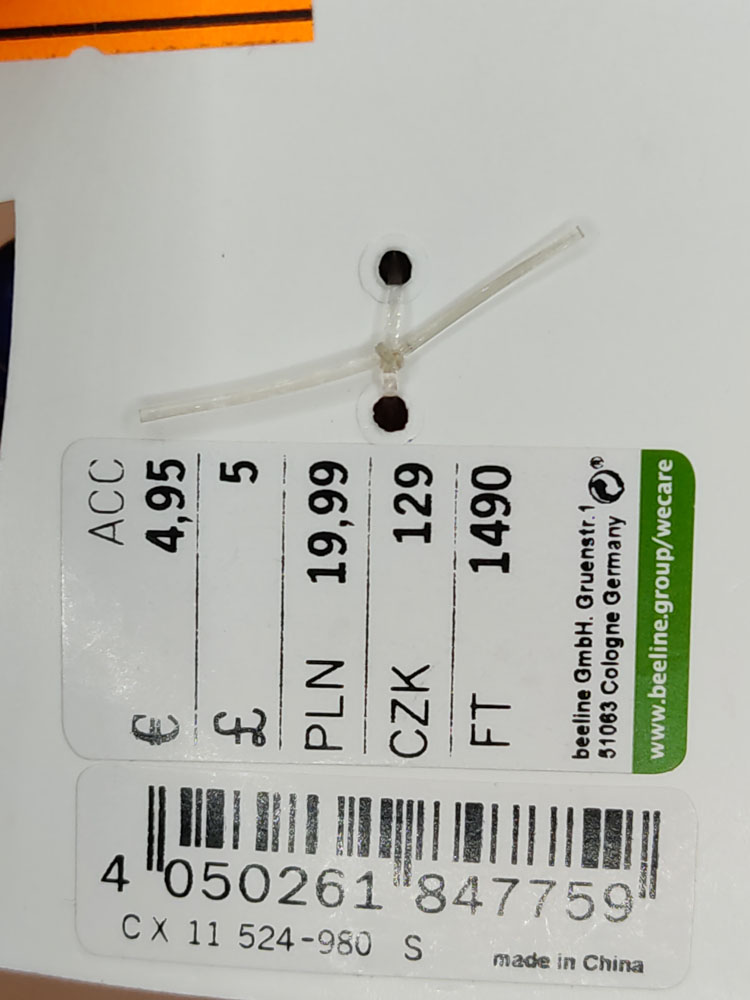 ACC
€ 4,95
£ 5
PLN 19,99
CZK 129
FT 1490
beeline GmbH. Gruenstr.1
51063 Cologne Germany
www.beeline.group/wecare
4 050261 847759
CX 11 524-980 S
made in China